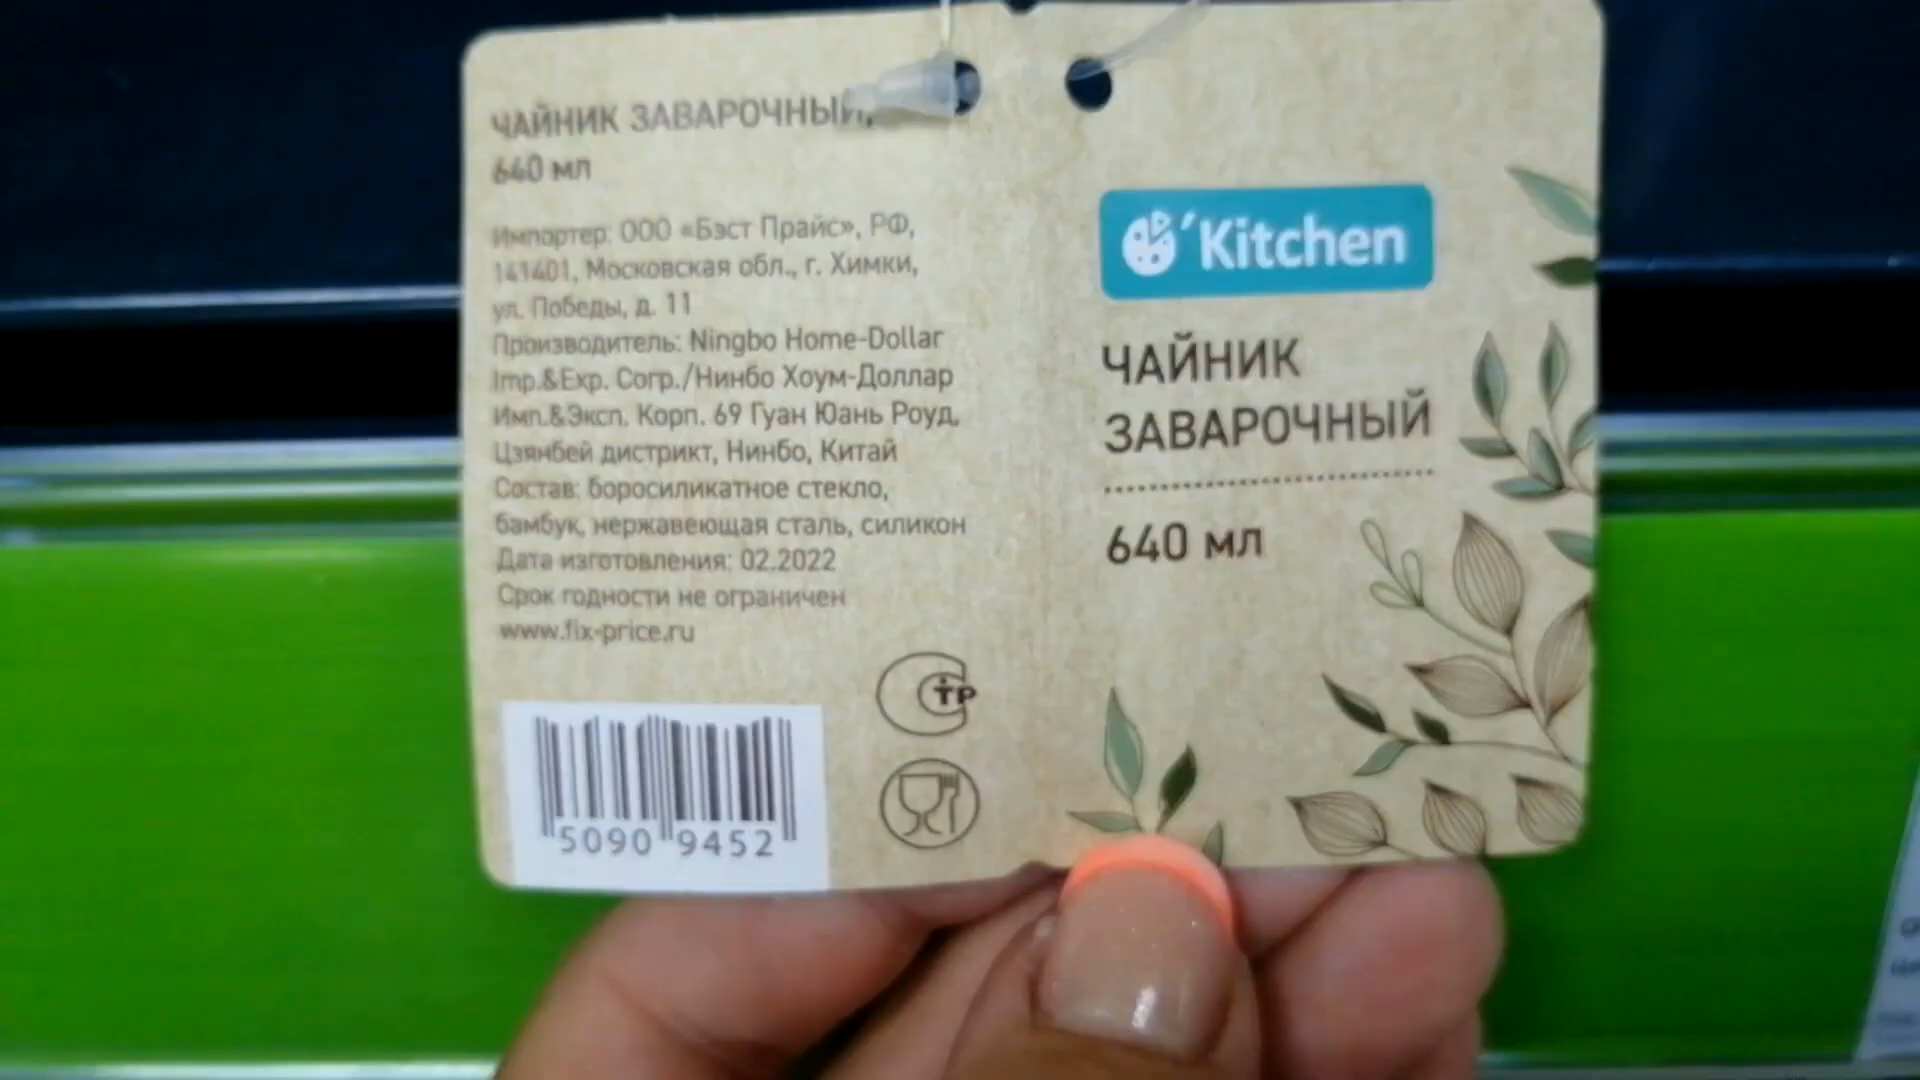 ЧАЙНИК ЗАВАРОЧНЫЙ,
640 мл
Импортер: ООО «Бэст Прайс», РФ,
141401, Московская обл., г. Химки,
ул. Победы, д. 11
Производитель: Ningbo Home-Dollar
Imp.&Exp. Corp./Нинбо Хоум-Доллар
Имп.&Эксп. Корп. 69 Гуан Юань Роуд,
Цзянбей дистрикт, Нинбо, Китай
Состав: боросиликатное стекло,
бамбук, нержавеющая сталь, силикон
Дата изготовления: 02.2022
Срок годности не ограничен
www.fix-price.ru
СТР
5090 9452
'Kitchen
ЧАЙНИК
ЗАВАРОЧНЫЙ
640 мл